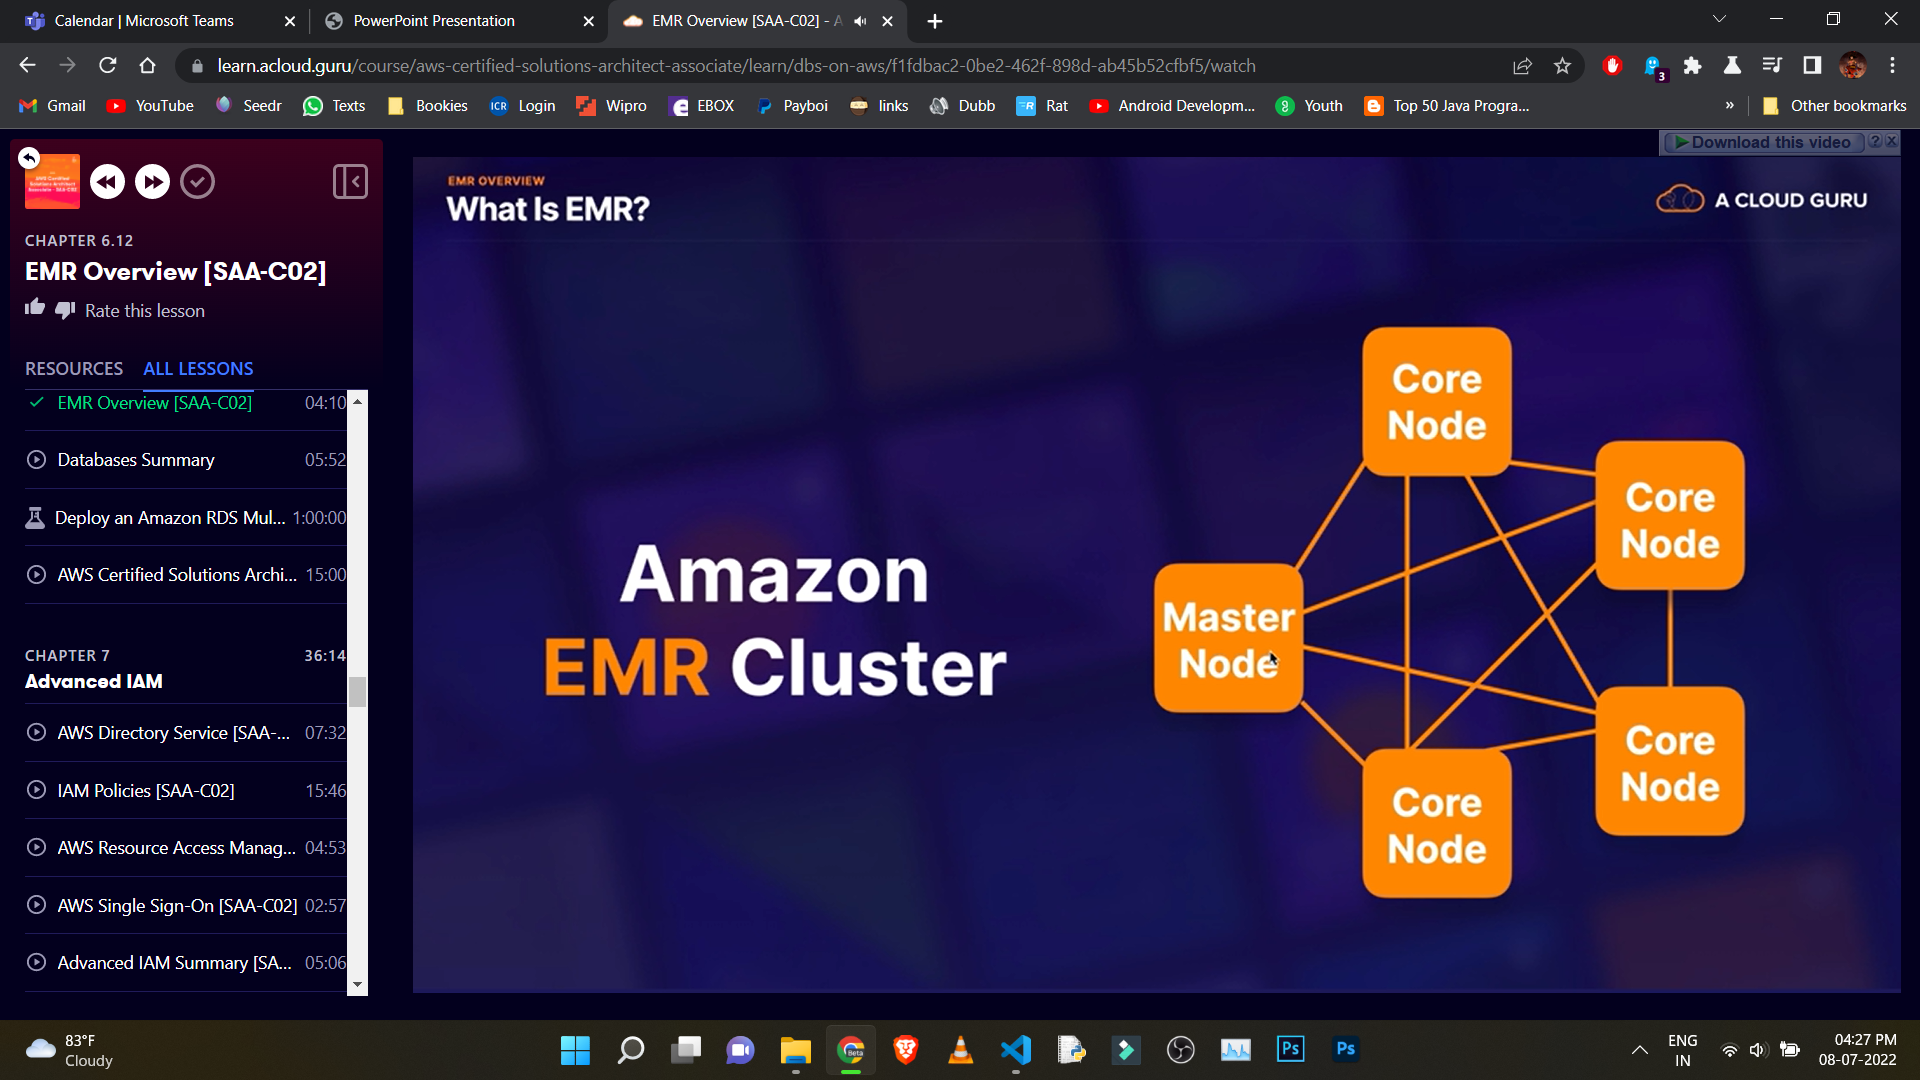 Calendar | Microsoft Teams
PowerPoint Presentation
EMR Overview [SAA-C02] - A
learn.acloud.guru/course/aws-certified-solutions-architect-associate/learn/dbs-on-aws/f1fdbac2-0be2-462f-898d-ab45b52cfbf5/watch
3
Gmail
YouTube
Seedr
Texts
Bookies
ICR
Login
Wipro
EBOX
Payboi
links
Dubb
Rat
Android Developm...
Youth
Top 50 Java Progra...
»
Other bookmarks
Download this video
?
CHAPTER 6.12
EMR Overview [SAA-C02]
Rate this lesson
RESOURCES
ALL LESSONS
EMR Overview [SAA-C02] 04:10
Databases Summary 05:52
Deploy an Amazon RDS Mul... 1:00:00
AWS Certified Solutions Archi... 15:00
CHAPTER 7 36:14
Advanced IAM
AWS Directory Service [SAA-... 07:32
IAM Policies [SAA-C02] 15:46
AWS Resource Access Manag... 04:53
AWS Single Sign-On [SAA-C02] 02:57
Advanced IAM Summary [SA... 05:06
EMR OVERVIEW
What Is EMR?
A CLOUD GURU
Amazon
EMR Cluster
Master
Node
Core
Node
Core
Node
Core
Node
Core
Node
83°F
Cloudy
Beta
Ps
Ps
ENG
IN
04:27 PM
08-07-2022